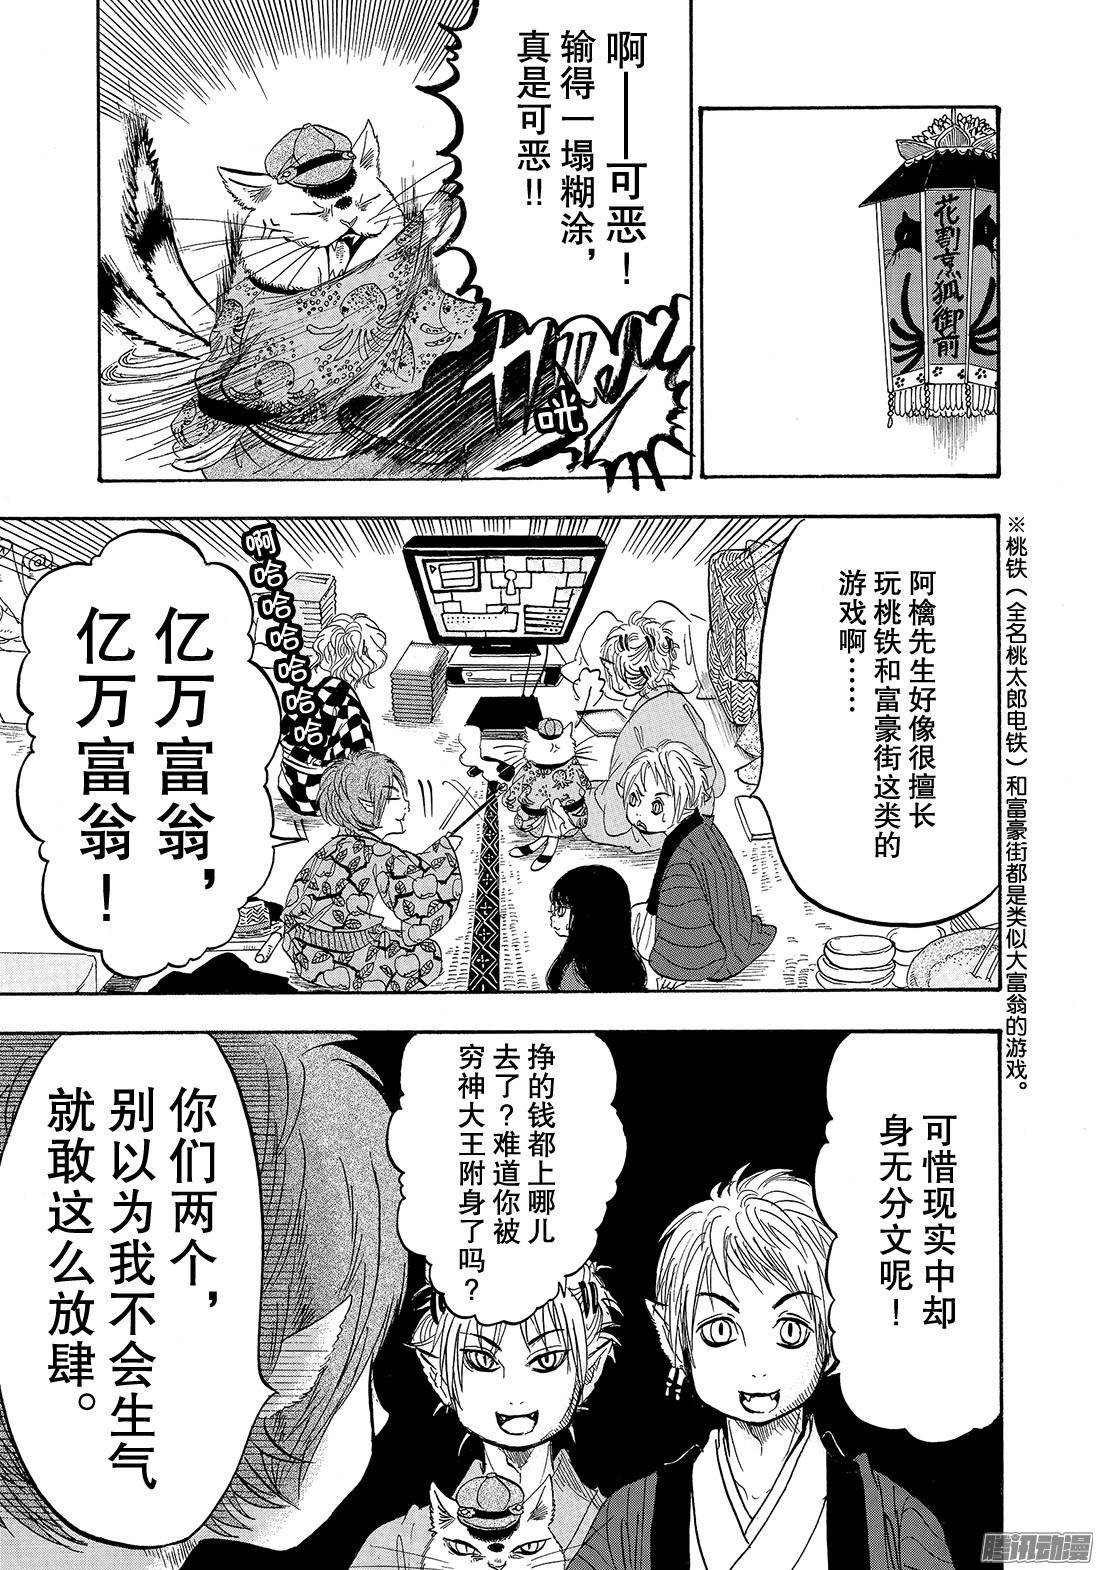 花割烹狐御前
啊——可恶！
输得一塌糊涂，
真是可恶！！
咣
※桃铁（全名桃太郎电铁）和富豪街都是类似大富翁的游戏。
阿檎先生好像很擅长
玩桃铁和富豪街这类的
游戏啊……
啊哈哈哈哈哈哈
亿万富翁，
亿万富翁！
可惜现实中却
身无分文呢！
挣的钱都上哪儿
去了？难道你被
穷神大王附身了吗？
你们两个，
别以为我不会生气
就敢这么放肆。
腾讯动漫